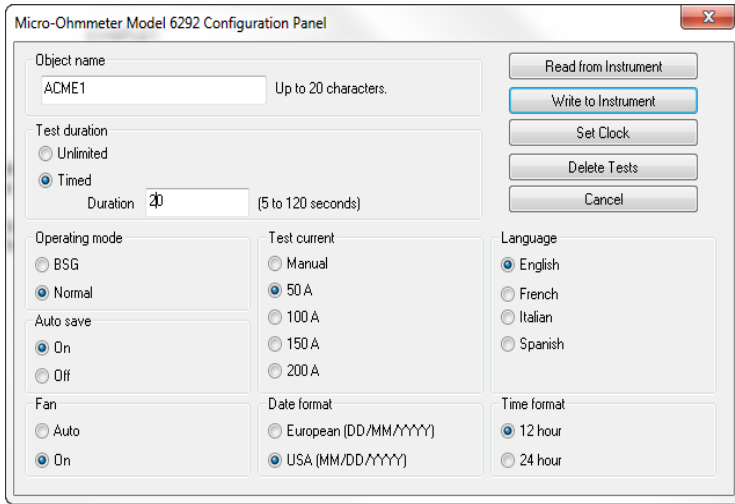 Micro-Ohmmeter Model 6292 Configuration Panel
x
Object name
ACME1
Up to 20 characters.
Read from Instrument
Write to Instrument
Set Clock
Delete Tests
Cancel
Test duration
Unlimited
Timed
Duration 20 (5 to 120 seconds)
Operating mode
BSG
Normal
Auto save
On
Off
Test current
Manual
50 A
100 A
150 A
200 A
Language
English
French
Italian
Spanish
Fan
Auto
On
Date format
European (DD/MM/YYYY)
USA (MM/DD/YYYY)
Time format
12 hour
24 hour